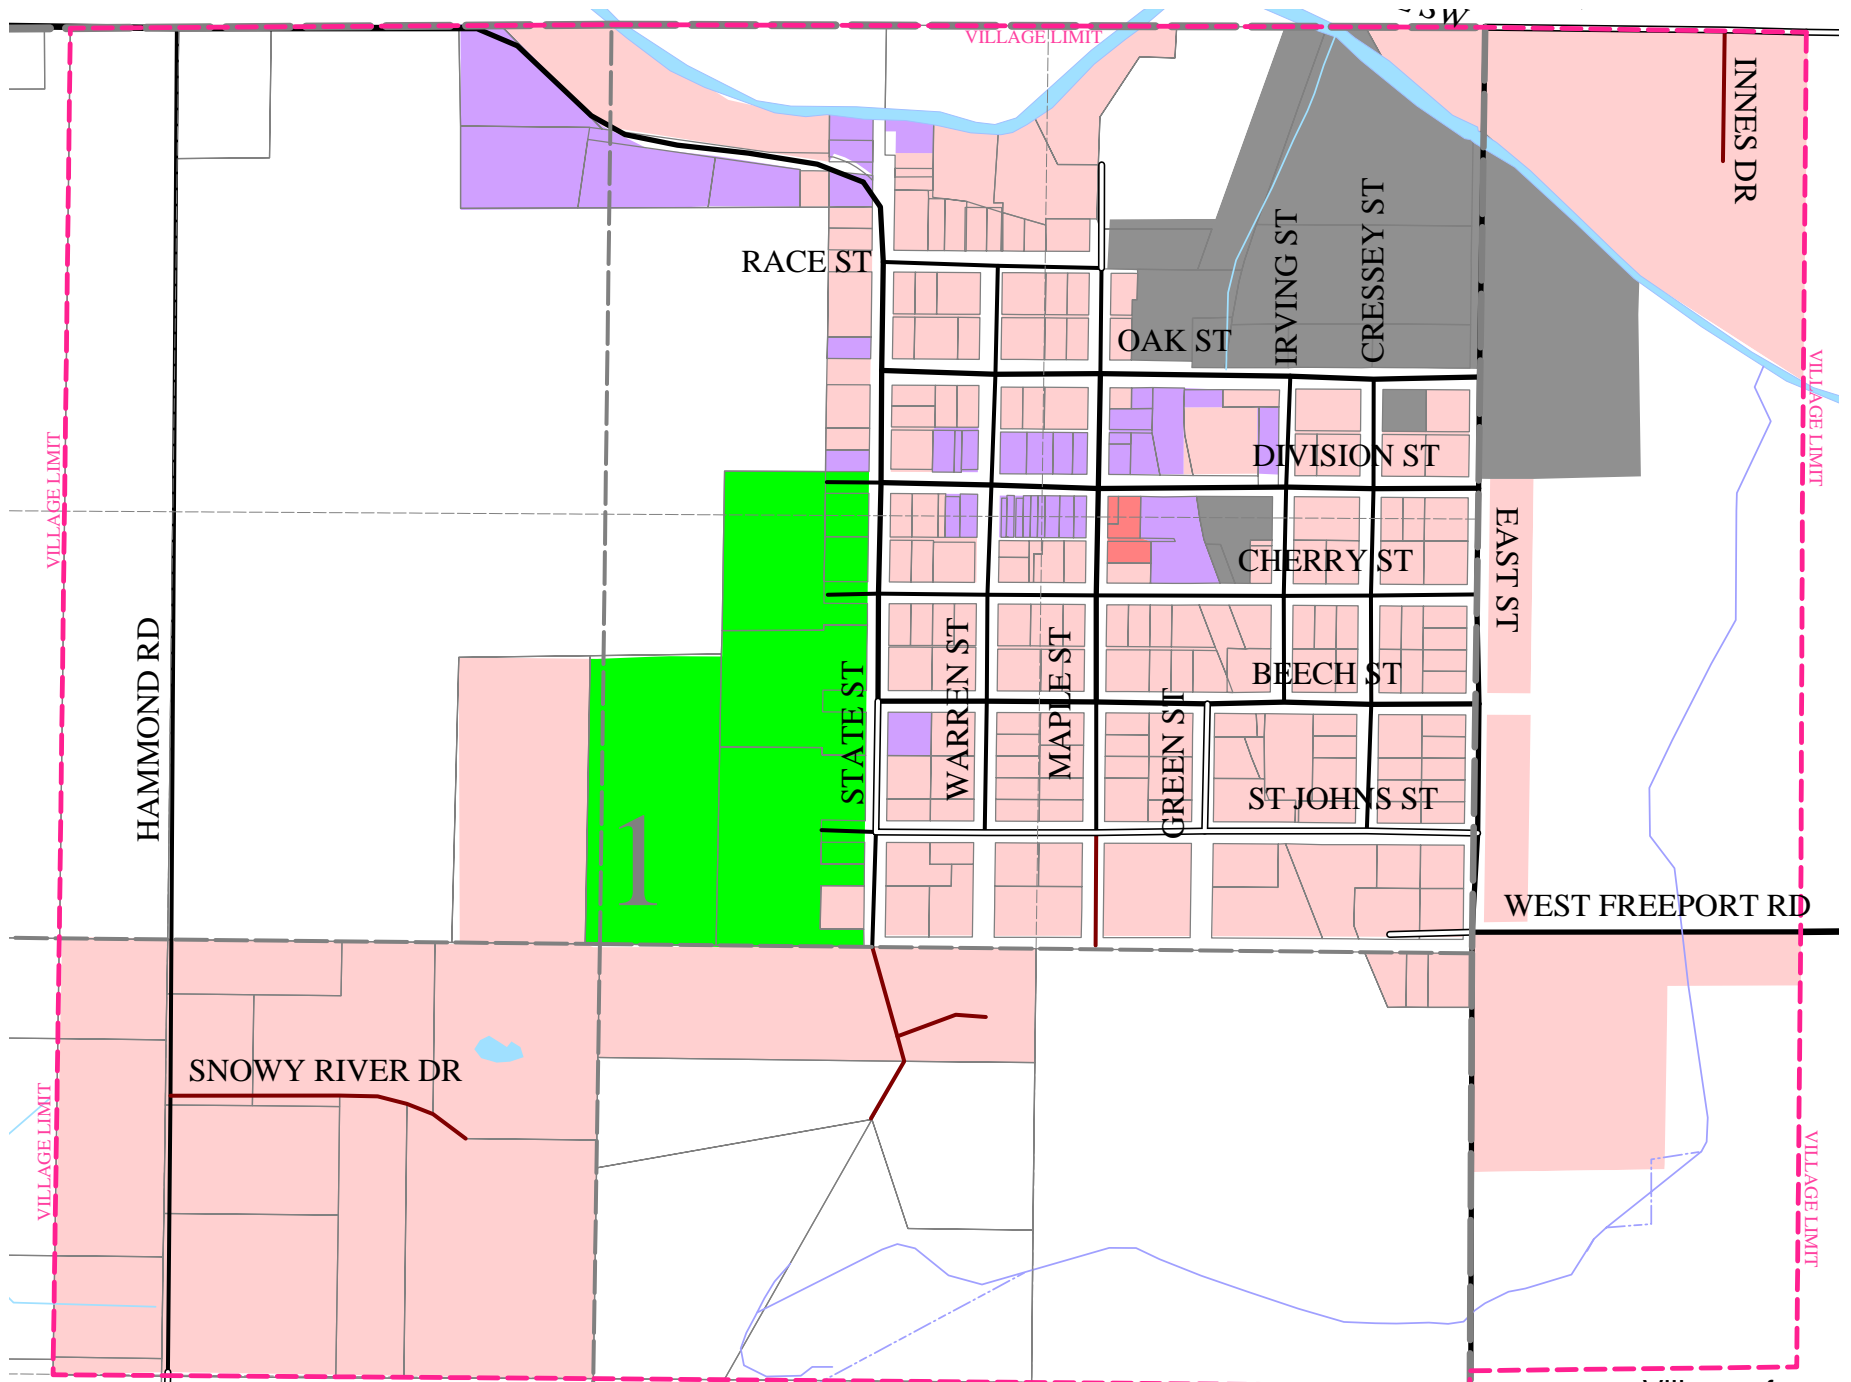 VILLAGE LIMIT
INNES DR
RACE ST
IRVING ST
CRESSEY ST
OAK ST
VILLAGE LIMIT
VILLAGE LIMIT
DIVISION ST
CHERRY ST
EAST ST
HAMMOND RD
STATE ST
WARREN ST
MAPLE ST
GREEN ST
BEECH ST
ST JOHNS ST
1
WEST FREEPORT RD
SNOWY RIVER DR
VILLAGE LIMIT
VILLAGE LIMIT